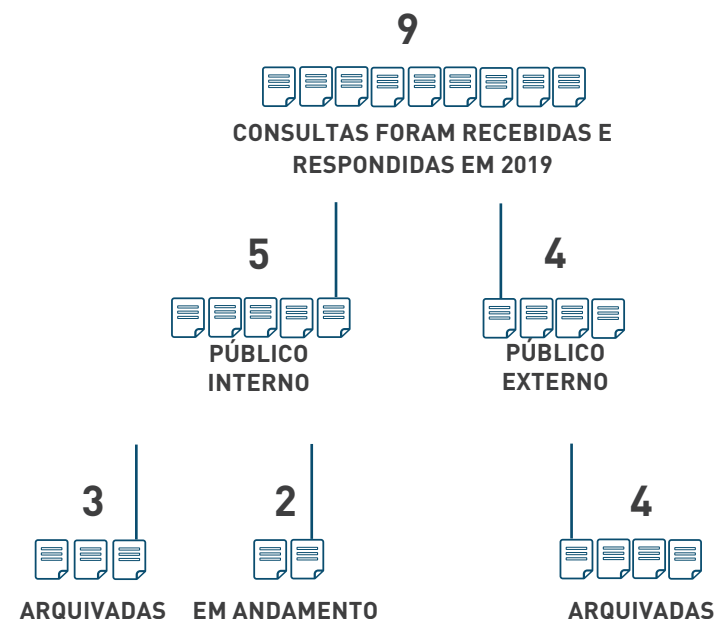 9
CONSULTAS FORAM RECEBIDAS E
RESPONDIDAS EM 2019
5
PÚBLICO
INTERNO
4
PÚBLICO
EXTERNO
3
ARQUIVADAS
2
EM ANDAMENTO
4
ARQUIVADAS